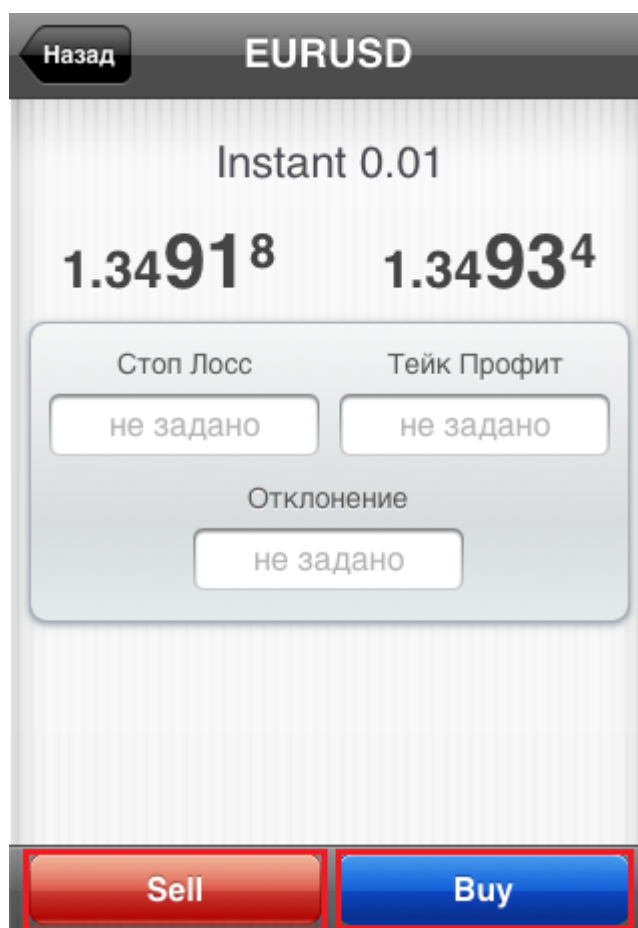 Назад EURUSD
Instant 0.01
1.34918 1.34934
Стоп Лосс Тейк Профит
не задано не задано
Отклонение
не задано
Sell Buy